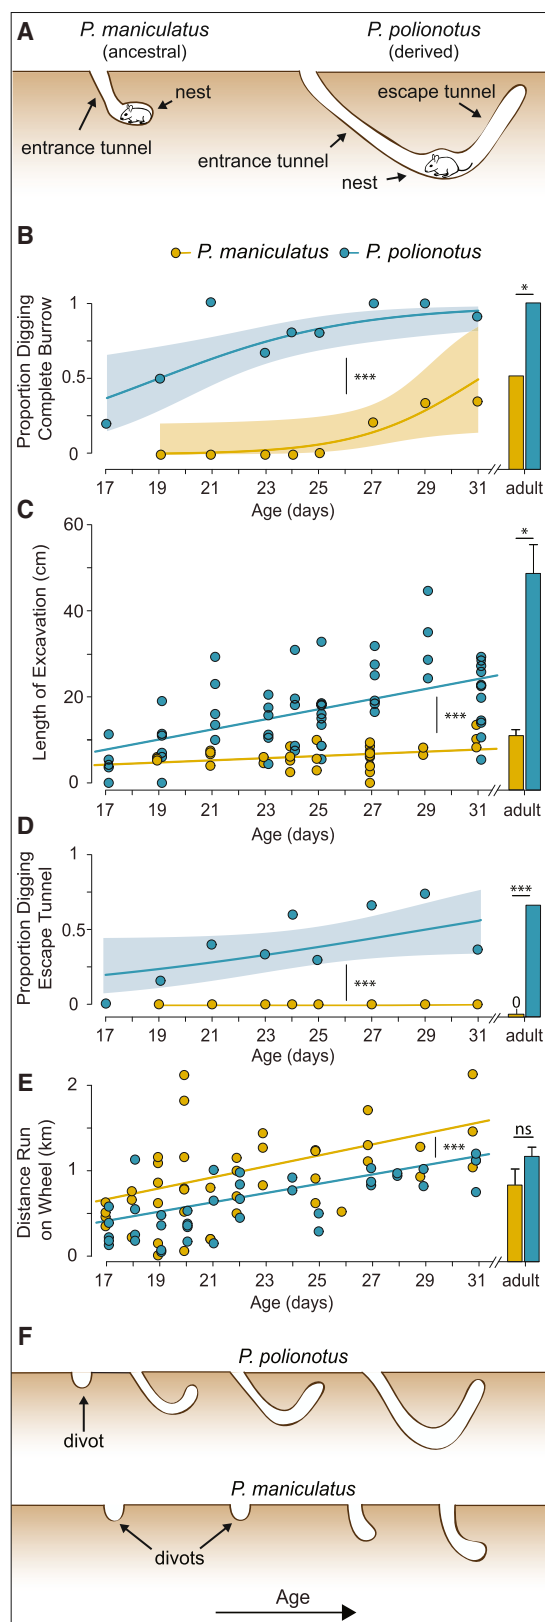 A
P. maniculatus
(ancestral)
P. polionotus
(derived)
nest
entrance tunnel
escape tunnel
entrance tunnel
nest
B
P. maniculatus
P. polionotus
Proportion Digging
Complete Burrow
1
0.5
0
***
*
17 19 21 23 25 27 29 31 adult
Age (days)
C
Length of Excavation (cm)
60
40
20
0
***
*
17 19 21 23 25 27 29 31 adult
Age (days)
D
Proportion Digging
Escape Tunnel
1
0.5
0
***
***
0
17 19 21 23 25 27 29 31 adult
Age (days)
E
Distance Run
on Wheel (km)
2
1
0
***
ns
17 19 21 23 25 27 29 31 adult
Age (days)
F
P. polionotus
divot
P. maniculatus
divots
Age